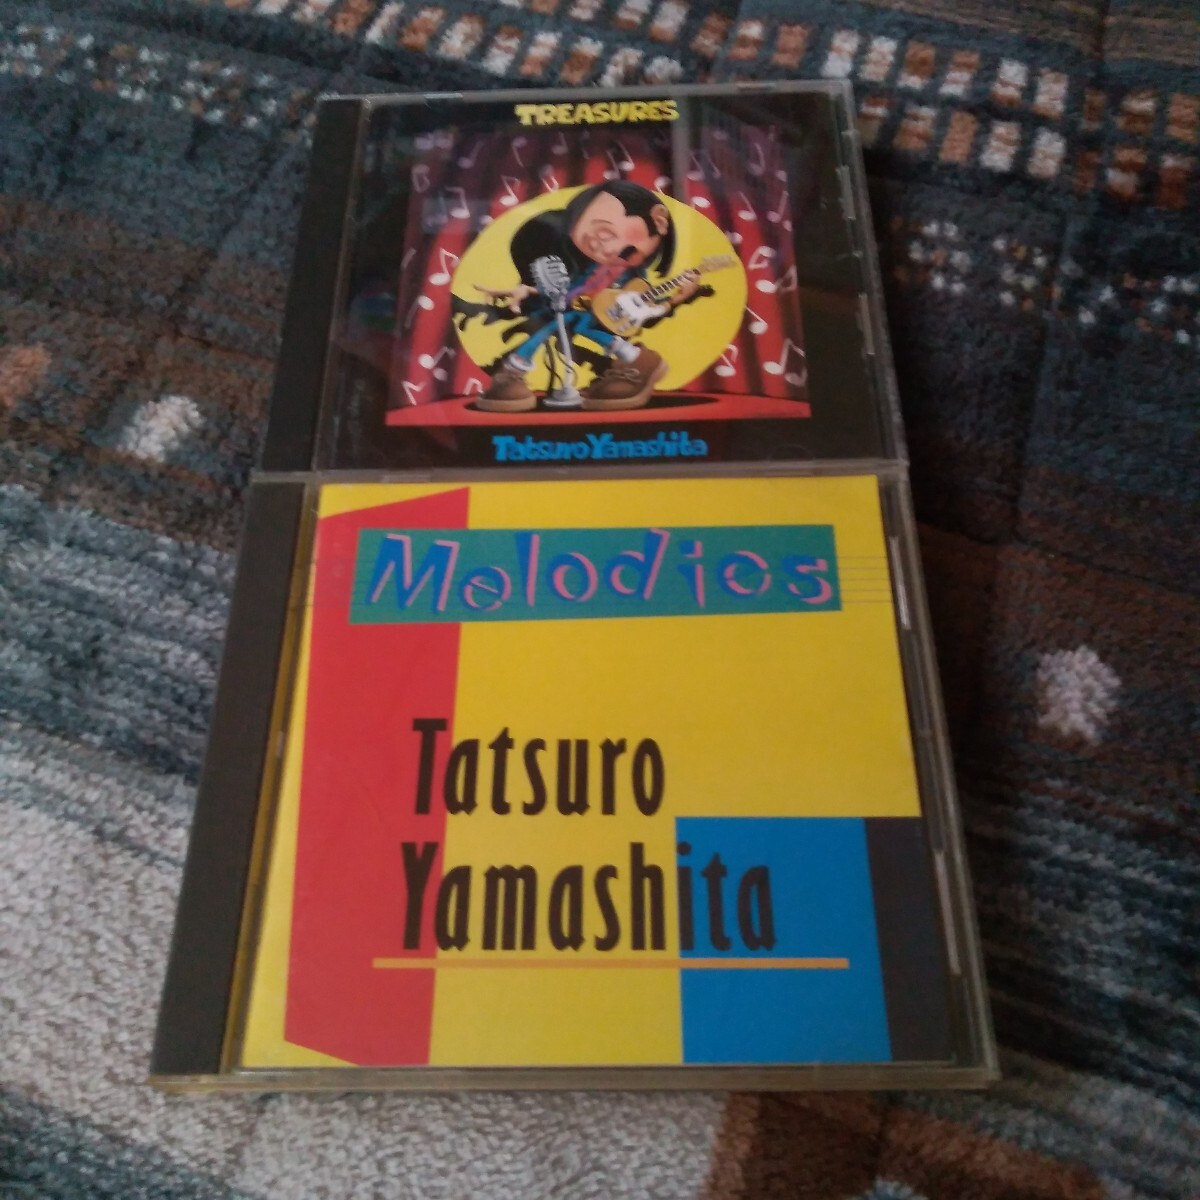 TREASURES
Tatsuro Yamashita
Melodies
Tatsuro
Yamashita